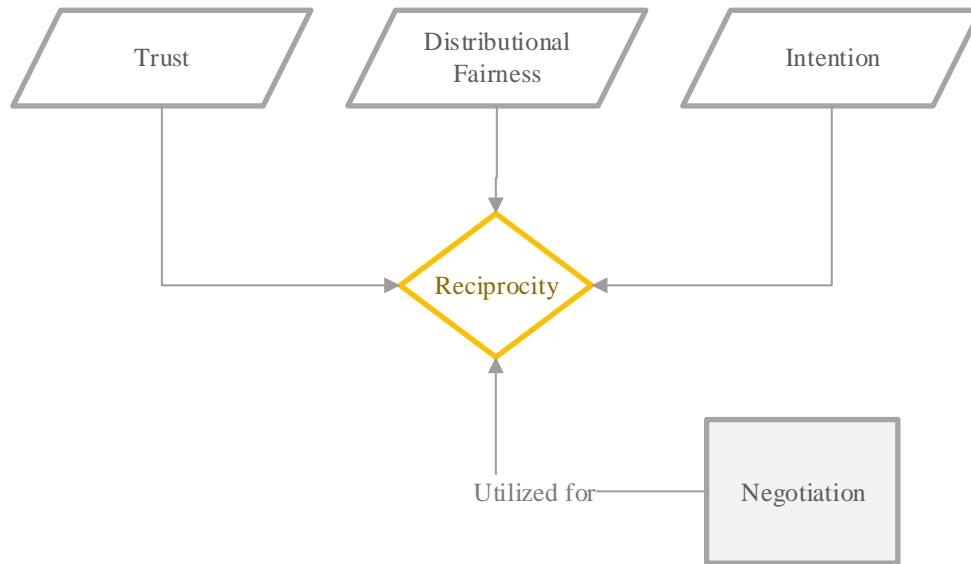 Trust
Distributional
Fairness
Intention
Reciprocity
Utilized for
Negotiation